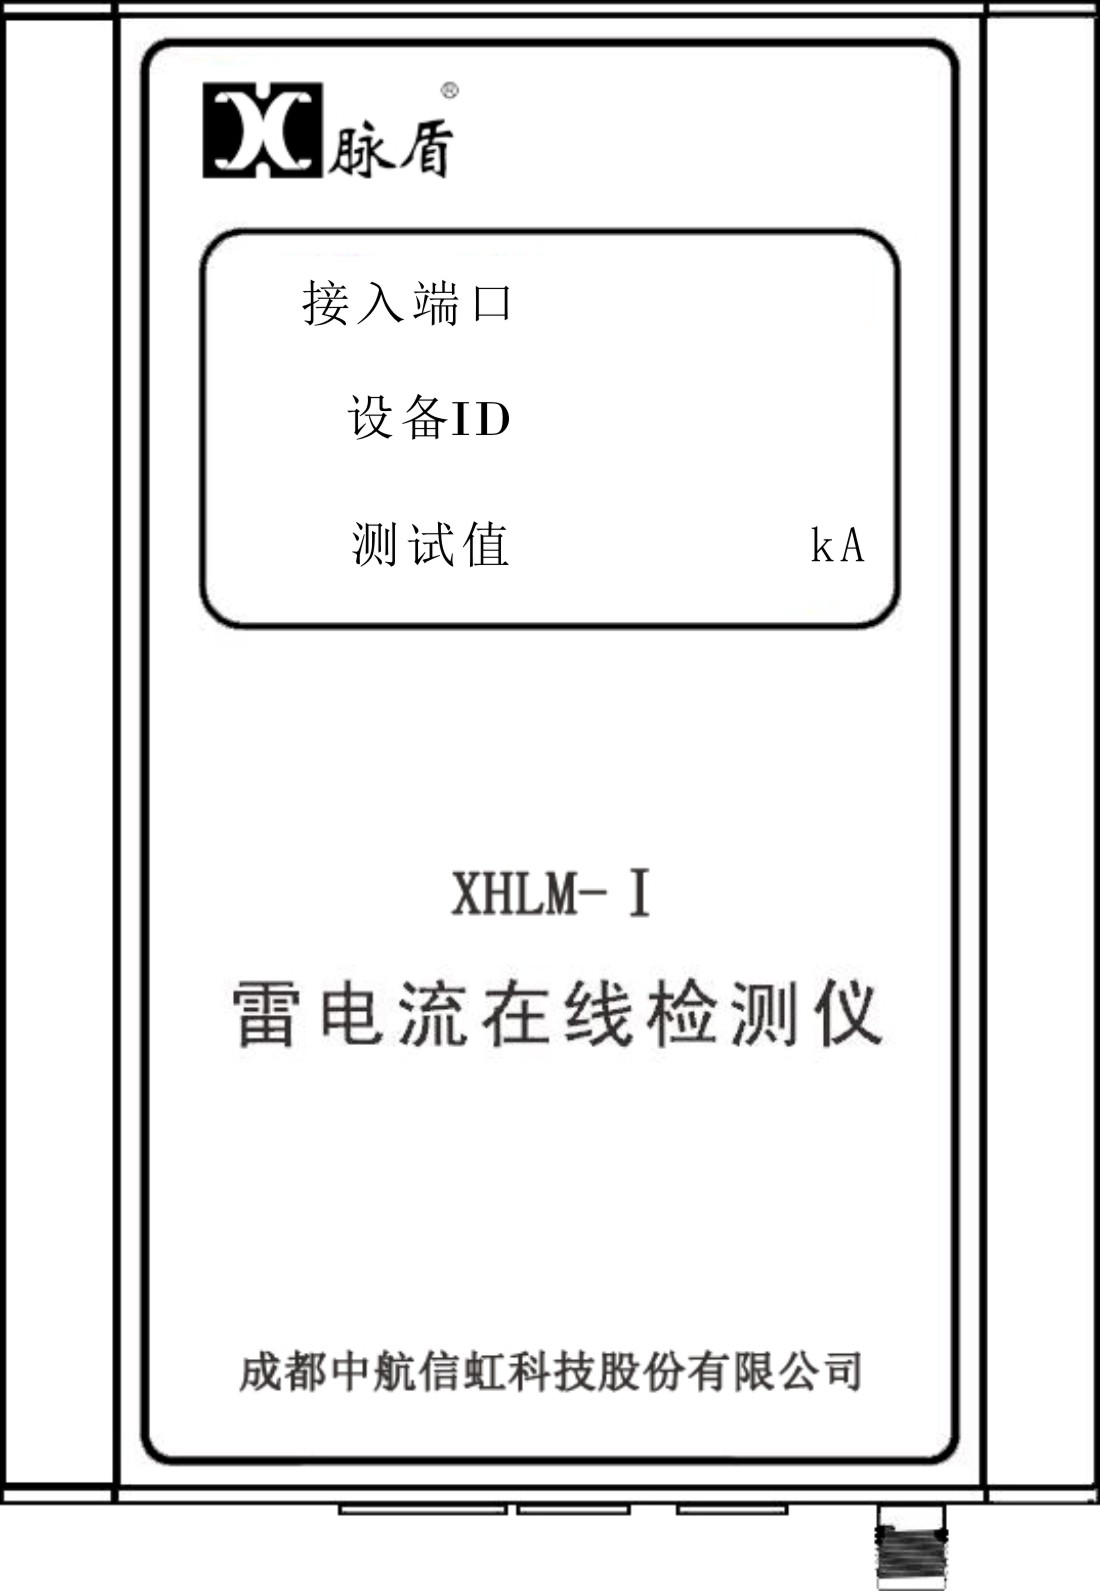 ®
脉盾
接入端口
设备ID
测试值 kA
XHLM-Ⅰ
雷电流在线检测仪
成都中航信虹科技股份有限公司